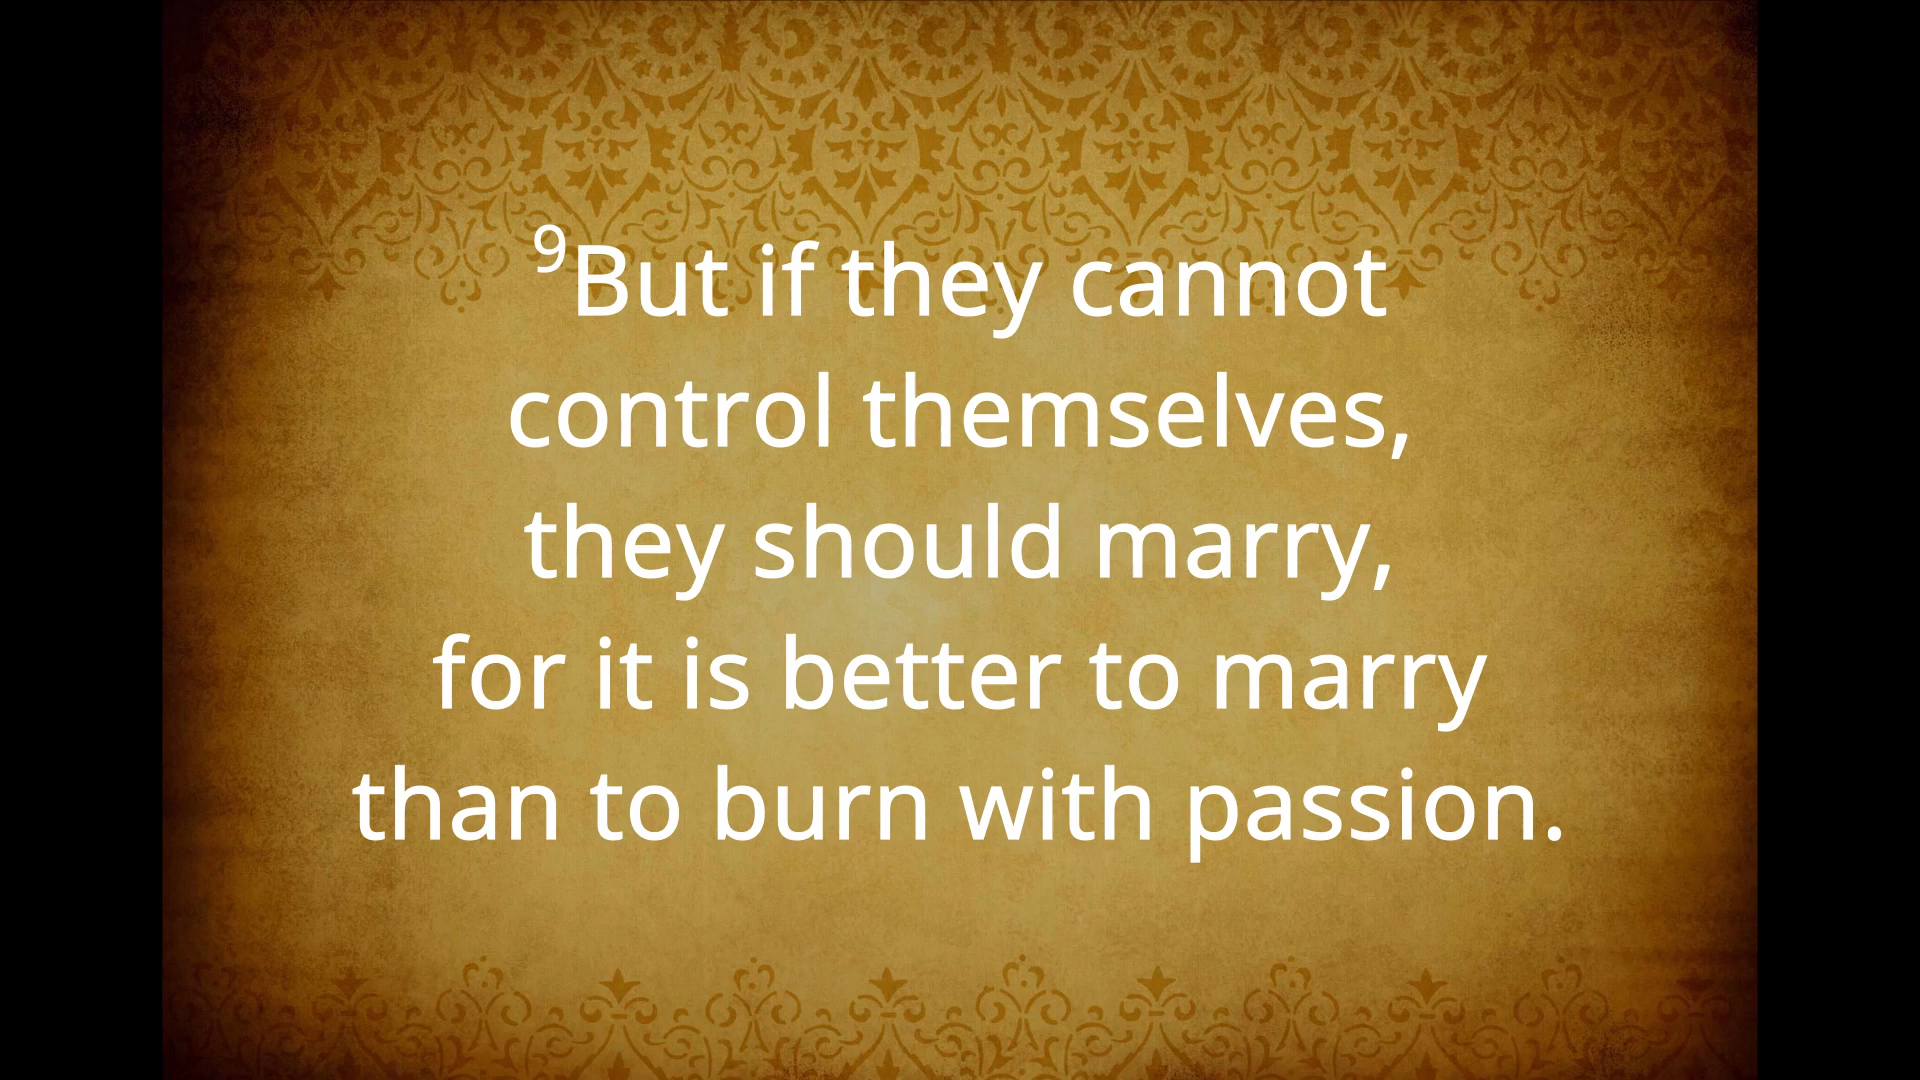 ⁹But if they cannot
control themselves,
they should marry,
for it is better to marry
than to burn with passion.